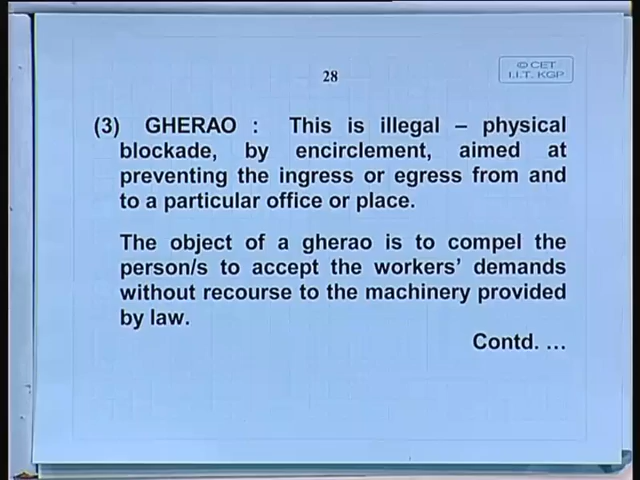 28
© CET
I.I.T. KGP
(3) GHERAO : This is illegal – physical
blockade, by encirclement, aimed at
preventing the ingress or egress from and
to a particular office or place.
The object of a gherao is to compel the
person/s to accept the workers’ demands
without recourse to the machinery provided
by law.
Contd. ...